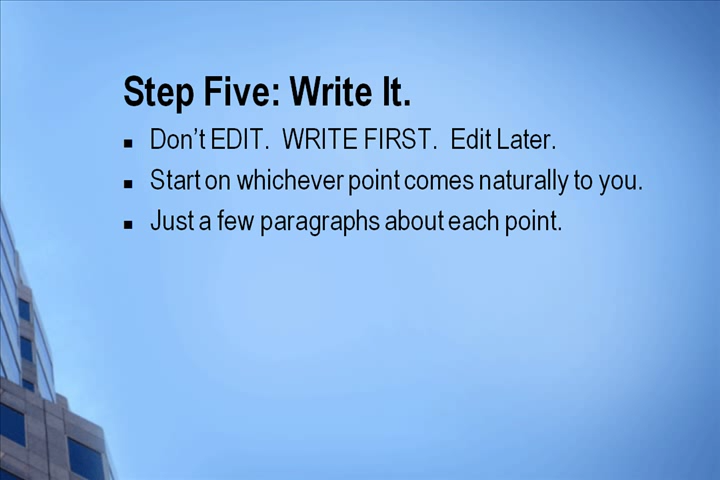 Step Five: Write It.
Don’t EDIT.  WRITE FIRST.  Edit Later.
Start on whichever point comes naturally to you.
Just a few paragraphs about each point.